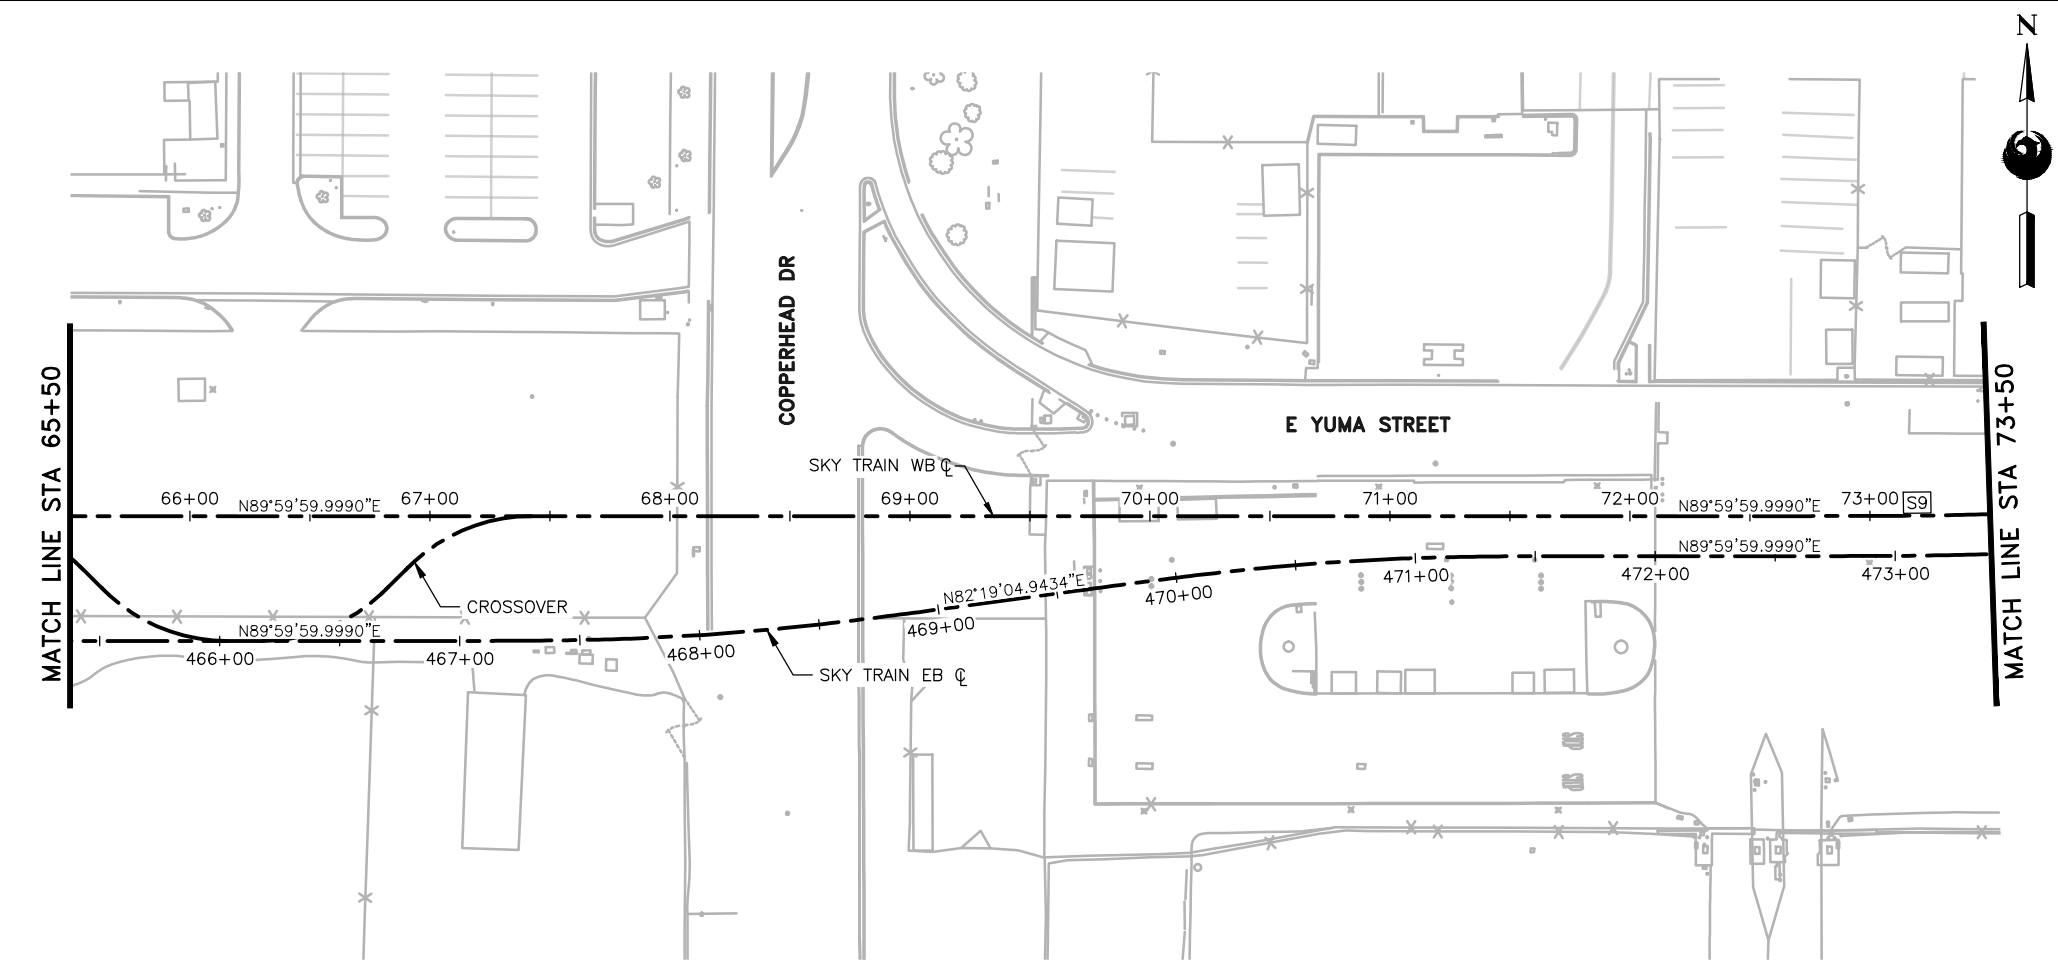 N
COPPERHEAD DR
E YUMA STREET
MATCH LINE STA 65+50
MATCH LINE STA 73+50
SKY TRAIN WB ℄
66+00
67+00
68+00
69+00
70+00
71+00
72+00
73+00
S9
N89°59'59.9990"E
N89°59'59.9990"E
N89°59'59.9990"E
N82°19'04.9434"E
471+00
472+00
473+00
470+00
CROSSOVER
N89°59'59.9990"E
469+00
466+00
467+00
468+00
SKY TRAIN EB ℄